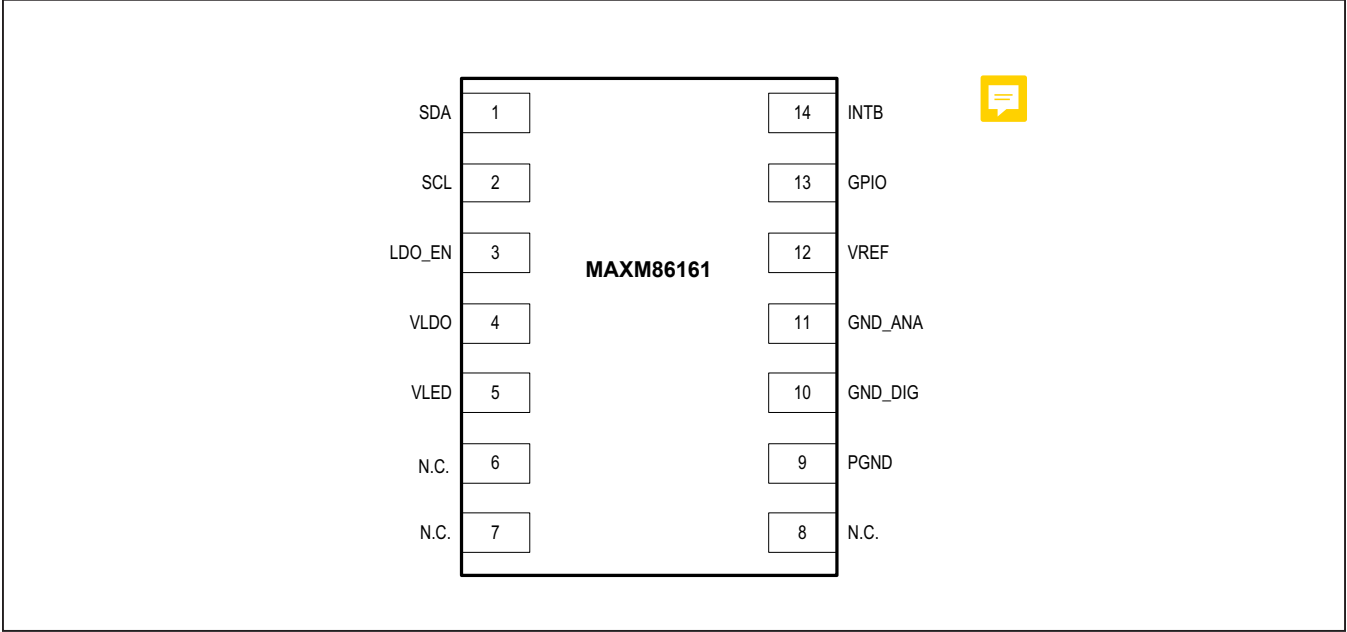 SDA 1 14 INTB
SCL 2 13 GPIO
LDO_EN 3 MAXM86161 12 VREF
VLDO 4 11 GND_ANA
VLED 5 10 GND_DIG
N.C. 6 9 PGND
N.C. 7 8 N.C.